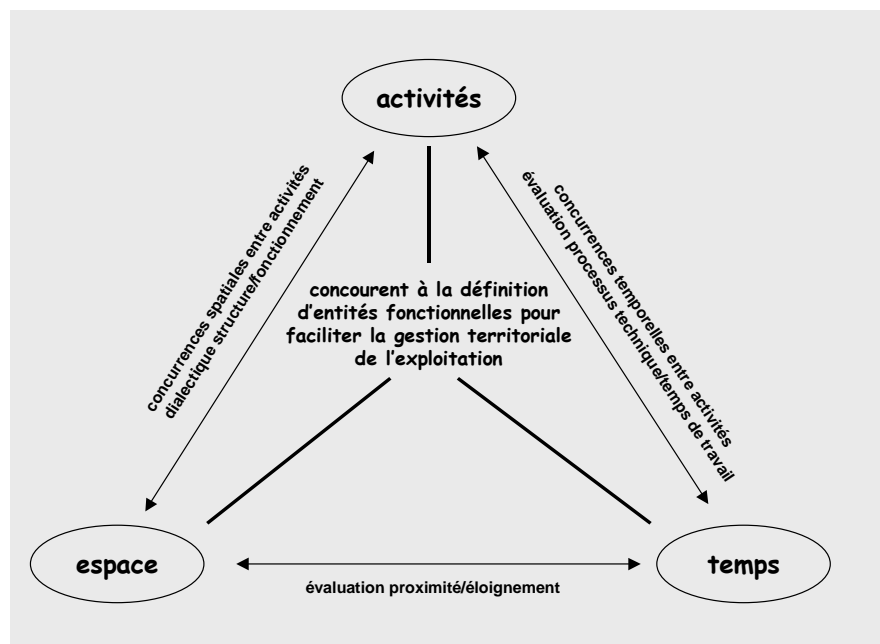 activités
concurrences spatiales entre activités
dialectique structure/fonctionnement
concurrences temporelles entre activités
évaluation processus technique/temps de travail
concourent à la définition
d'entités fonctionnelles pour
faciliter la gestion territoriale
de l'exploitation
espace
évaluation proximité/éloignement
temps